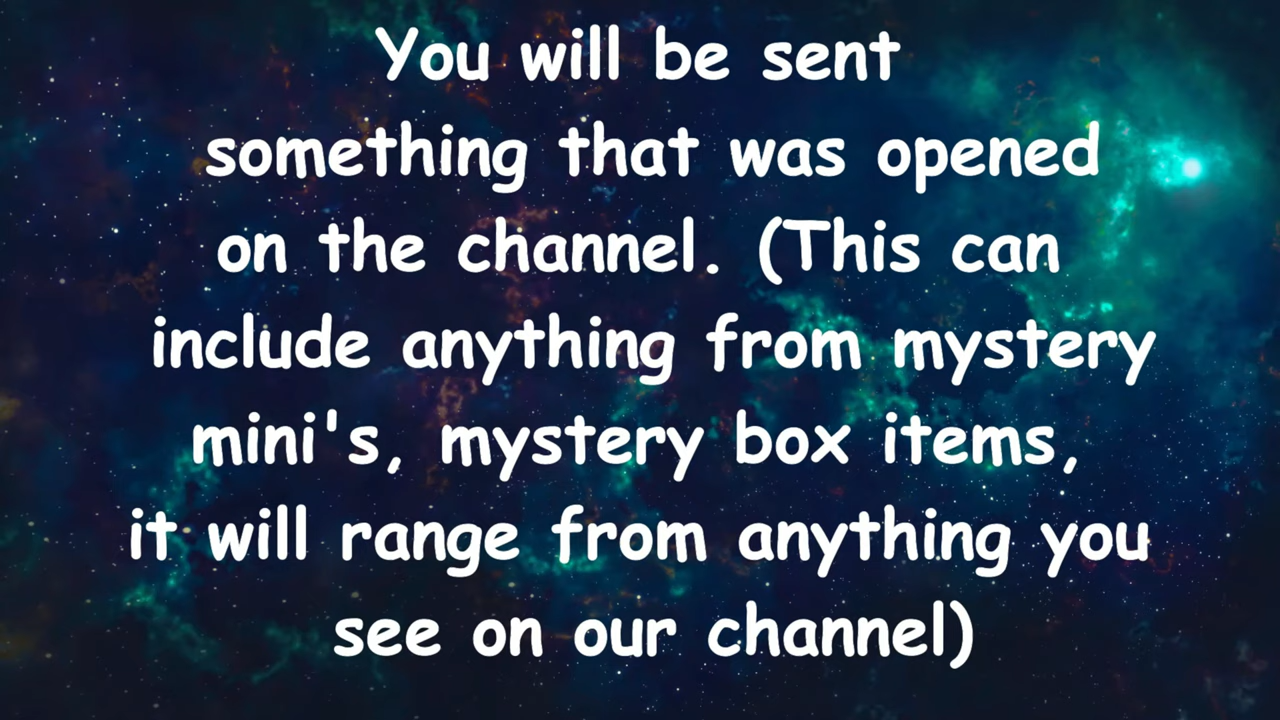 You will be sent
something that was opened
on the channel. (This can
include anything from mystery
mini's, mystery box items,
it will range from anything you
see on our channel)